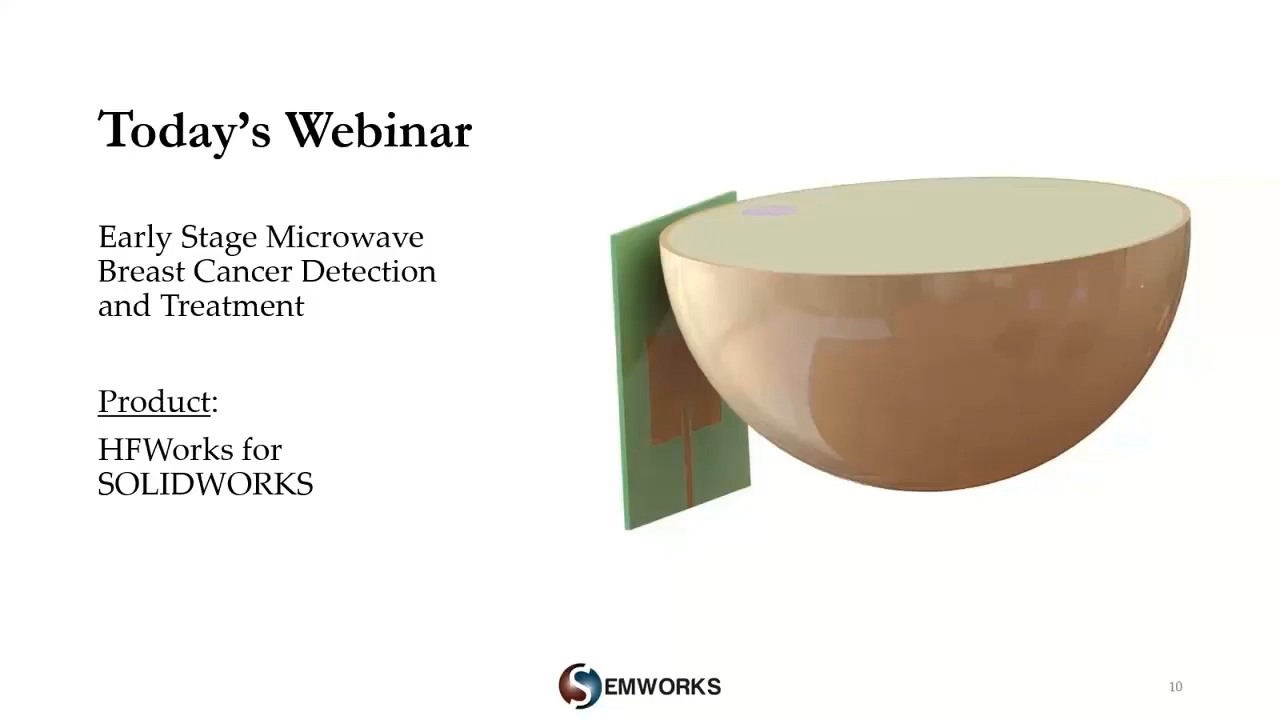 Today’s Webinar
Early Stage Microwave
Breast Cancer Detection
and Treatment
Product:
HFWorks for
SOLIDWORKS
EMWORKS
10